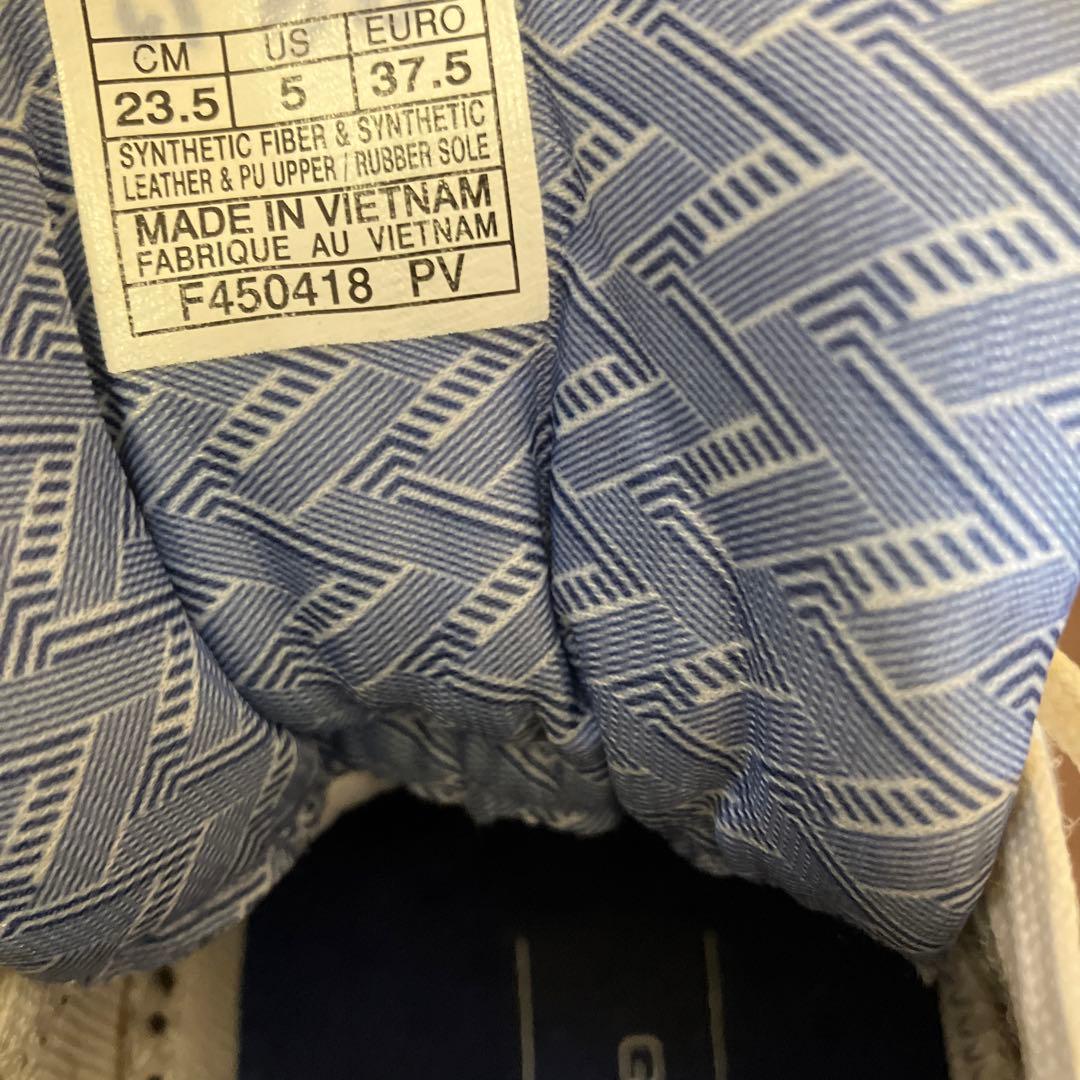 CM US EURO
23.5 5 37.5
SYNTHETIC FIBER & SYNTHETIC
LEATHER & PU UPPER / RUBBER SOLE
MADE IN VIETNAM
FABRIQUE AU VIETNAM
F450418 PV